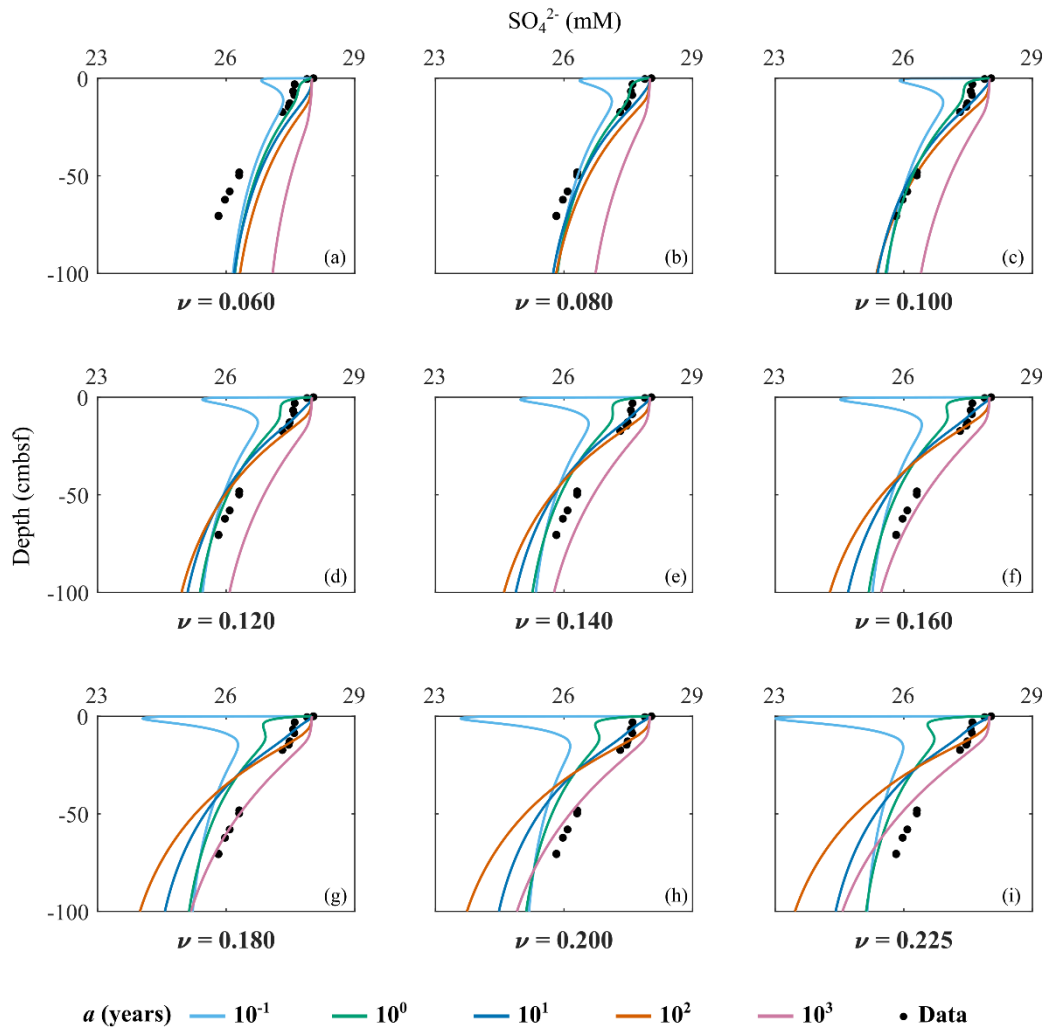 SO₄²⁻ (mM)
23 26 29 23 26 29 23 26 29
0
-50
-100
(a) (b) (c)
ν = 0.060 ν = 0.080 ν = 0.100
23 26 29 23 26 29 23 26 29
Depth (cmbsf)
0
-50
-100
(d) (e) (f)
ν = 0.120 ν = 0.140 ν = 0.160
23 26 29 23 26 29 23 26 29
0
-50
-100
(g) (h) (i)
ν = 0.180 ν = 0.200 ν = 0.225
a (years) 10⁻¹ 10⁰ 10¹ 10² 10³ Data